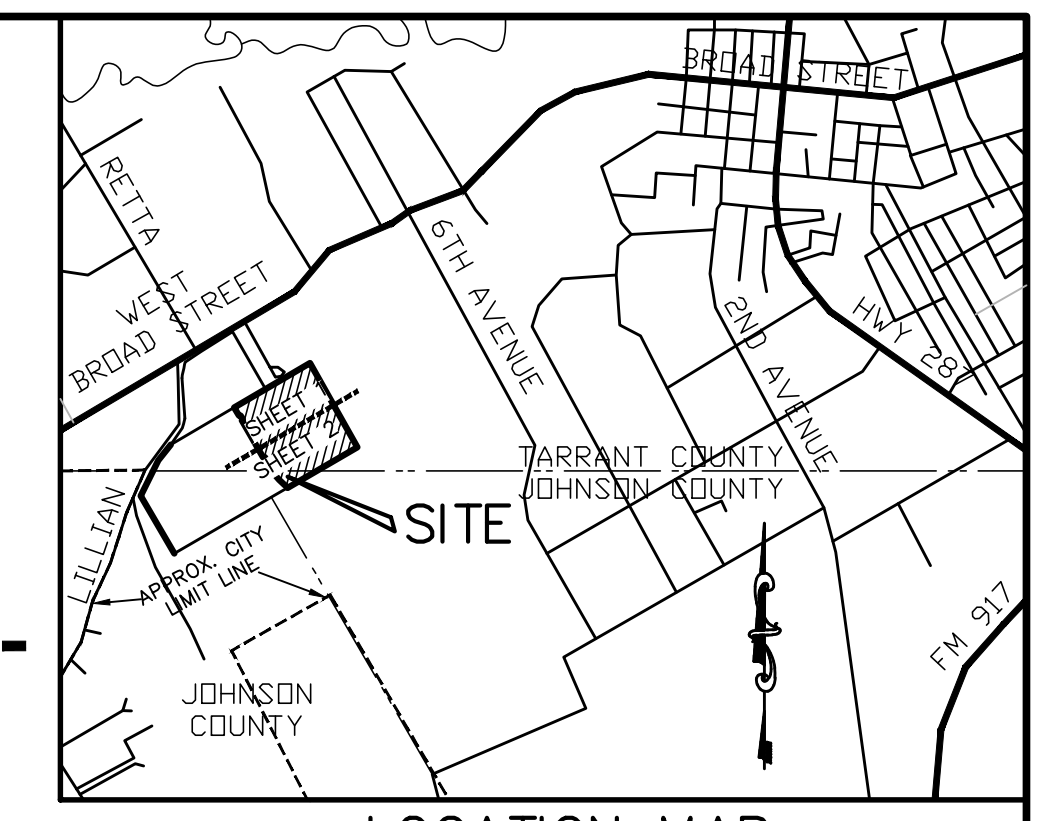 BROAD STREET
RETTA
WEST
BROAD STREET
6TH AVENUE
2ND AVENUE
HWY 287
SHEET 1
SHEET 2
TARRANT COUNTY
JOHNSON COUNTY
SITE
LILLIAN
APPROX. CITY
LIMIT LINE
FM 917
JOHNSON
COUNTY
LOCATION MAP